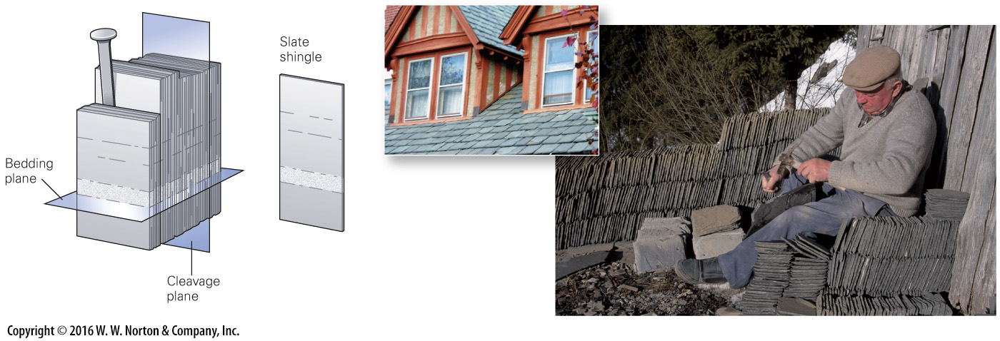 Slate
shingle
Bedding
plane
Cleavage
plane
Copyright © 2016 W. W. Norton & Company, Inc.